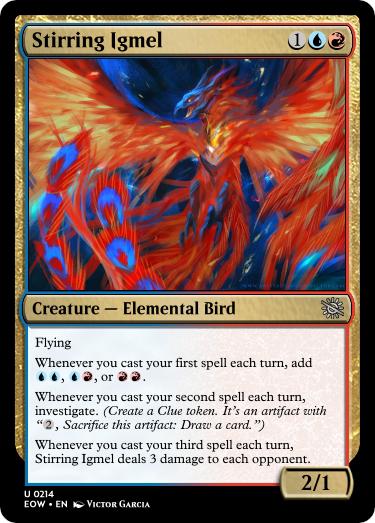 Stirring Igmel
1
Creature — Elemental Bird
Flying
Whenever you cast your first spell each turn, add
, , or .
Whenever you cast your second spell each turn,
investigate. (Create a Clue token. It's an artifact with
“2, Sacrifice this artifact: Draw a card.”)
Whenever you cast your third spell each turn,
Stirring Igmel deals 3 damage to each opponent.
2/1
U 0214
EOW • EN Victor Garcia